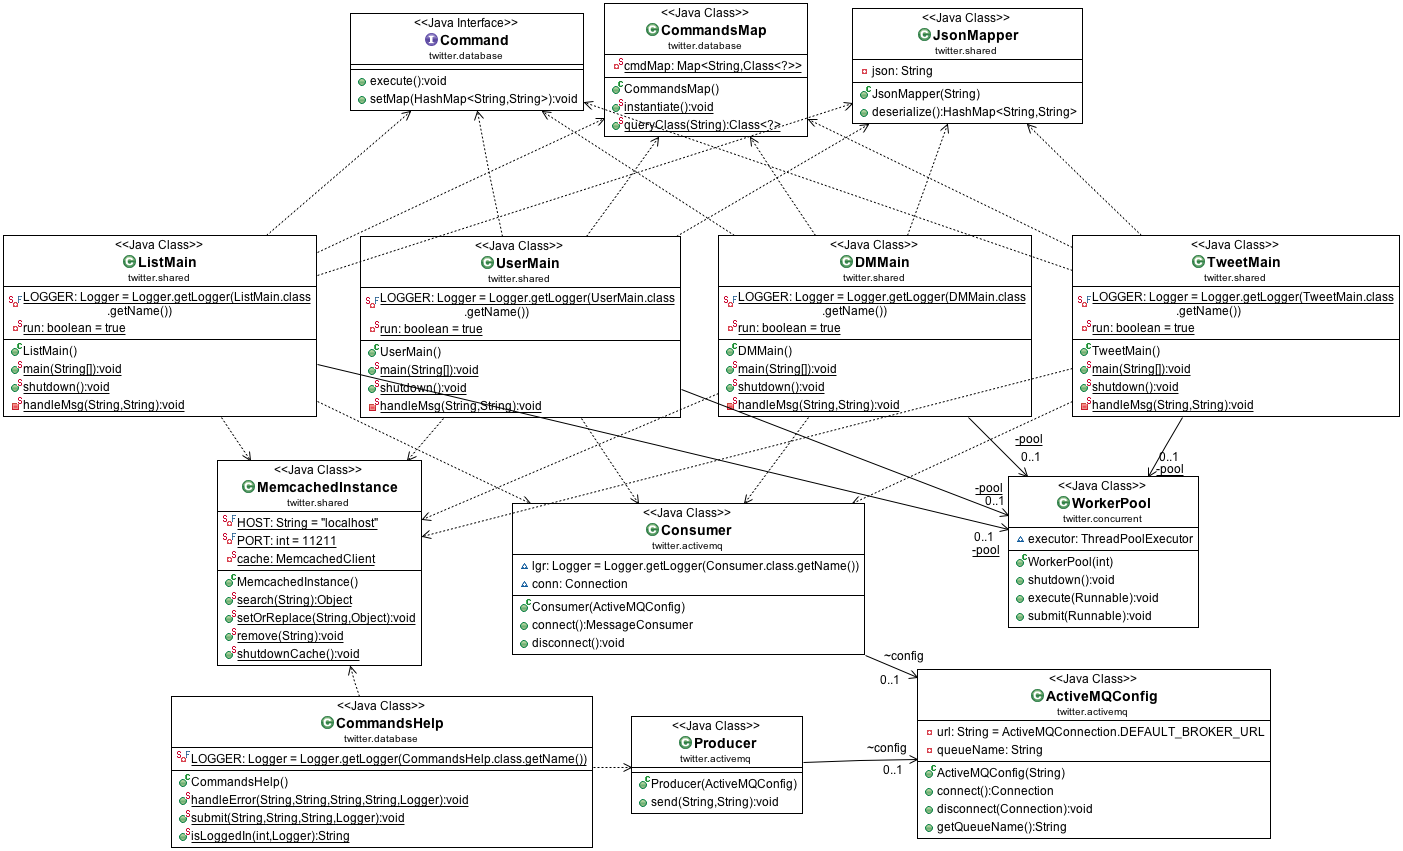 <<Java Interface>>
Command
twitter.database
execute():void
setMap(HashMap<String,String>):void
<<Java Class>>
CommandsMap
twitter.database
cmdMap: Map<String,Class<?>>
CommandsMap()
instantiate():void
queryClass(String):Class<?>
<<Java Class>>
JsonMapper
twitter.shared
json: String
JsonMapper(String)
deserialize():HashMap<String,String>
<<Java Class>>
ListMain
twitter.shared
LOGGER: Logger = Logger.getLogger(ListMain.class
.getName())
run: boolean = true
ListMain()
main(String[]):void
shutdown():void
handleMsg(String,String):void
<<Java Class>>
UserMain
twitter.shared
LOGGER: Logger = Logger.getLogger(UserMain.class
.getName())
run: boolean = true
UserMain()
main(String[]):void
shutdown():void
handleMsg(String,String):void
<<Java Class>>
DMMain
twitter.shared
LOGGER: Logger = Logger.getLogger(DMMain.class
.getName())
run: boolean = true
DMMain()
main(String[]):void
shutdown():void
handleMsg(String,String):void
<<Java Class>>
TweetMain
twitter.shared
LOGGER: Logger = Logger.getLogger(TweetMain.class
.getName())
run: boolean = true
TweetMain()
main(String[]):void
shutdown():void
handleMsg(String,String):void
-pool
0..1
0..1
-pool
-pool
0..1
0..1
-pool
<<Java Class>>
MemcachedInstance
twitter.shared
HOST: String = "localhost"
PORT: int = 11211
cache: MemcachedClient
MemcachedInstance()
search(String):Object
setOrReplace(String,Object):void
remove(String):void
shutdownCache():void
<<Java Class>>
Consumer
twitter.activemq
lgr: Logger = Logger.getLogger(Consumer.class.getName())
conn: Connection
Consumer(ActiveMQConfig)
connect():MessageConsumer
disconnect():void
<<Java Class>>
WorkerPool
twitter.concurrent
executor: ThreadPoolExecutor
WorkerPool(int)
shutdown():void
execute(Runnable):void
submit(Runnable):void
~config
0..1
<<Java Class>>
CommandsHelp
twitter.database
LOGGER: Logger = Logger.getLogger(CommandsHelp.class.getName())
CommandsHelp()
handleError(String,String,String,String,Logger):void
submit(String,String,String,Logger):void
isLoggedIn(int,Logger):String
<<Java Class>>
Producer
twitter.activemq
Producer(ActiveMQConfig)
send(String,String):void
~config
0..1
<<Java Class>>
ActiveMQConfig
twitter.activemq
url: String = ActiveMQConnection.DEFAULT_BROKER_URL
queueName: String
ActiveMQConfig(String)
connect():Connection
disconnect(Connection):void
getQueueName():String